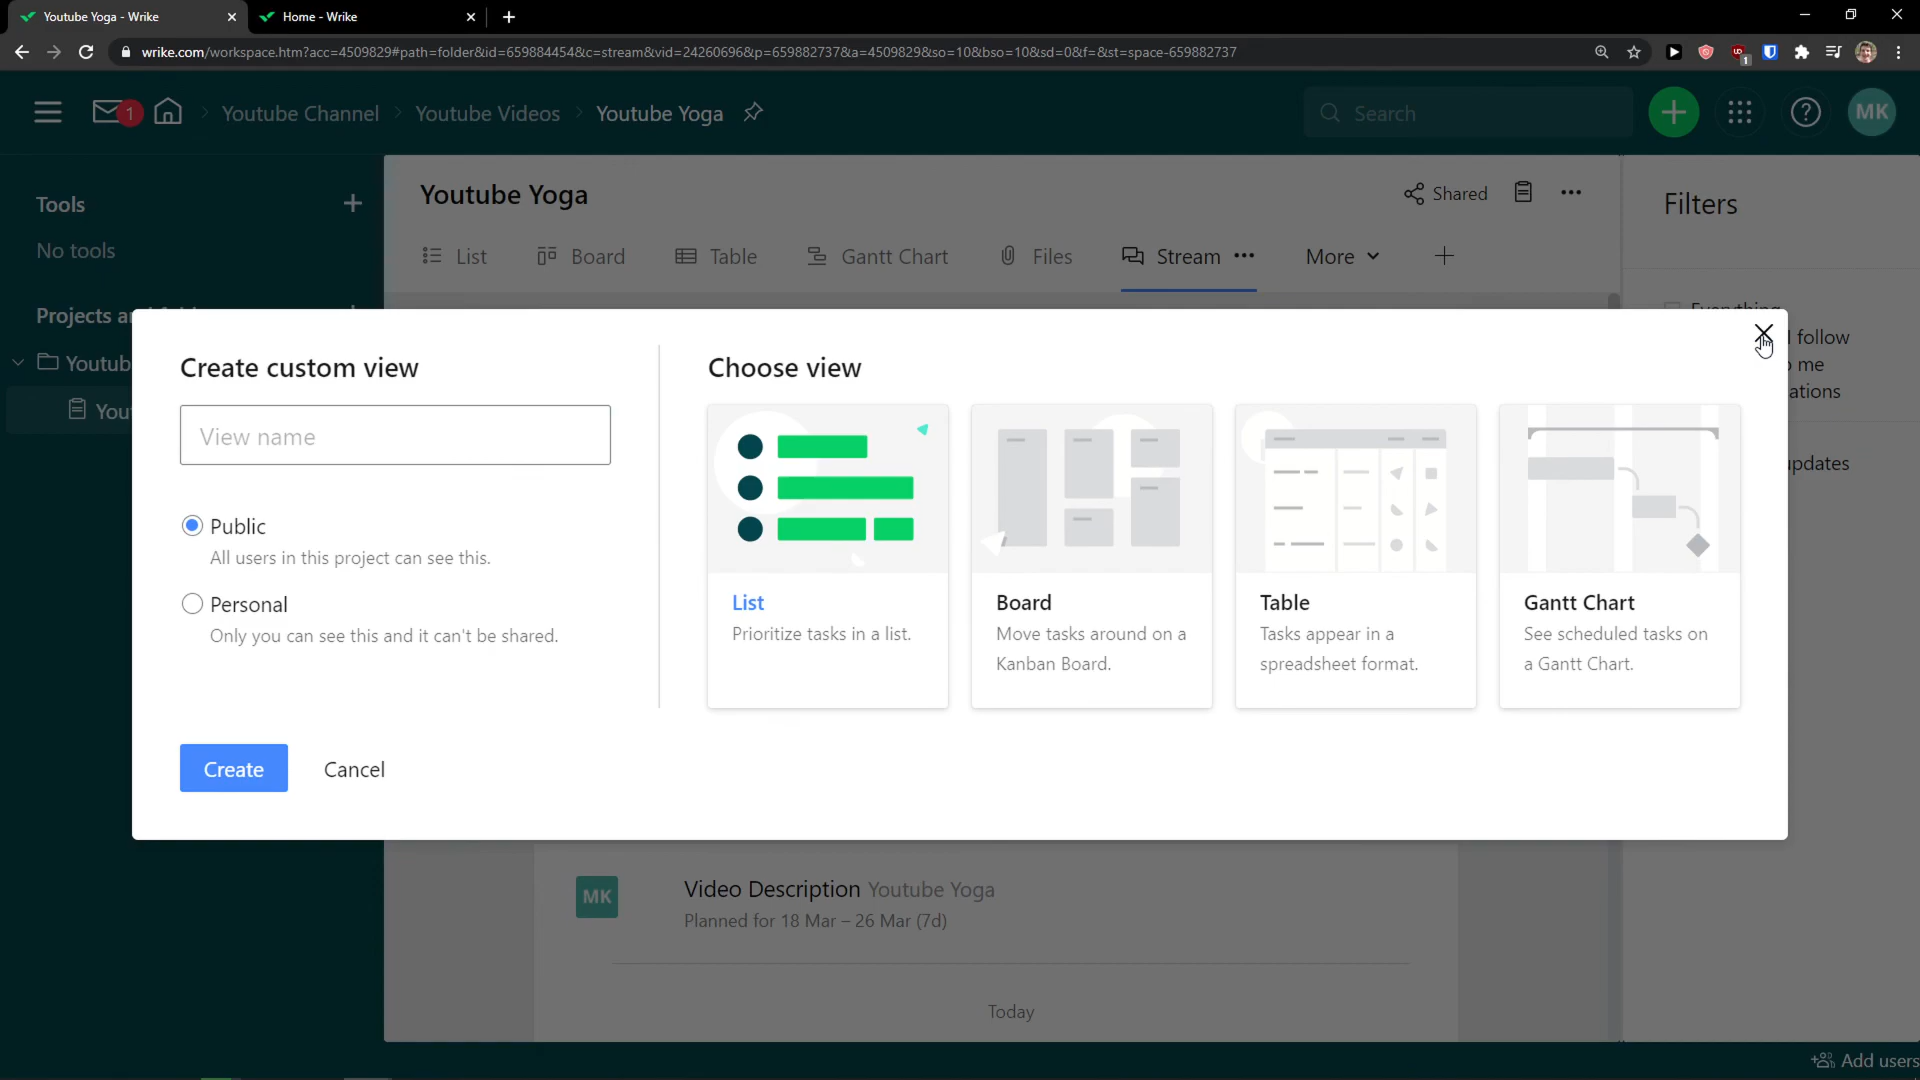 Youtube Yoga - Wrike
Home - Wrike
wrike.com/workspace.htm?acc=4509829#path=folder&id=659884454&c=stream&vid=24260696&p=659882737&a=4509829&so=10&bso=10&sd=0&f=&st=space-659882737
1
1
Youtube Channel
Youtube Videos
Youtube Yoga
Search
MK
Tools
No tools
Projects a
Youtub
You
Youtube Yoga
Shared
List
Board
Table
Gantt Chart
Files
Stream
More
Filters
Everything
I follow
me
ations
updates
Create custom view
View name
Public
All users in this project can see this.
Personal
Only you can see this and it can't be shared.
Create
Cancel
Choose view
List
Prioritize tasks in a list.
Board
Move tasks around on a
Kanban Board.
Table
Tasks appear in a
spreadsheet format.
Gantt Chart
See scheduled tasks on
a Gantt Chart.
MK
Video Description Youtube Yoga
Planned for 18 Mar – 26 Mar (7d)
Today
Add users